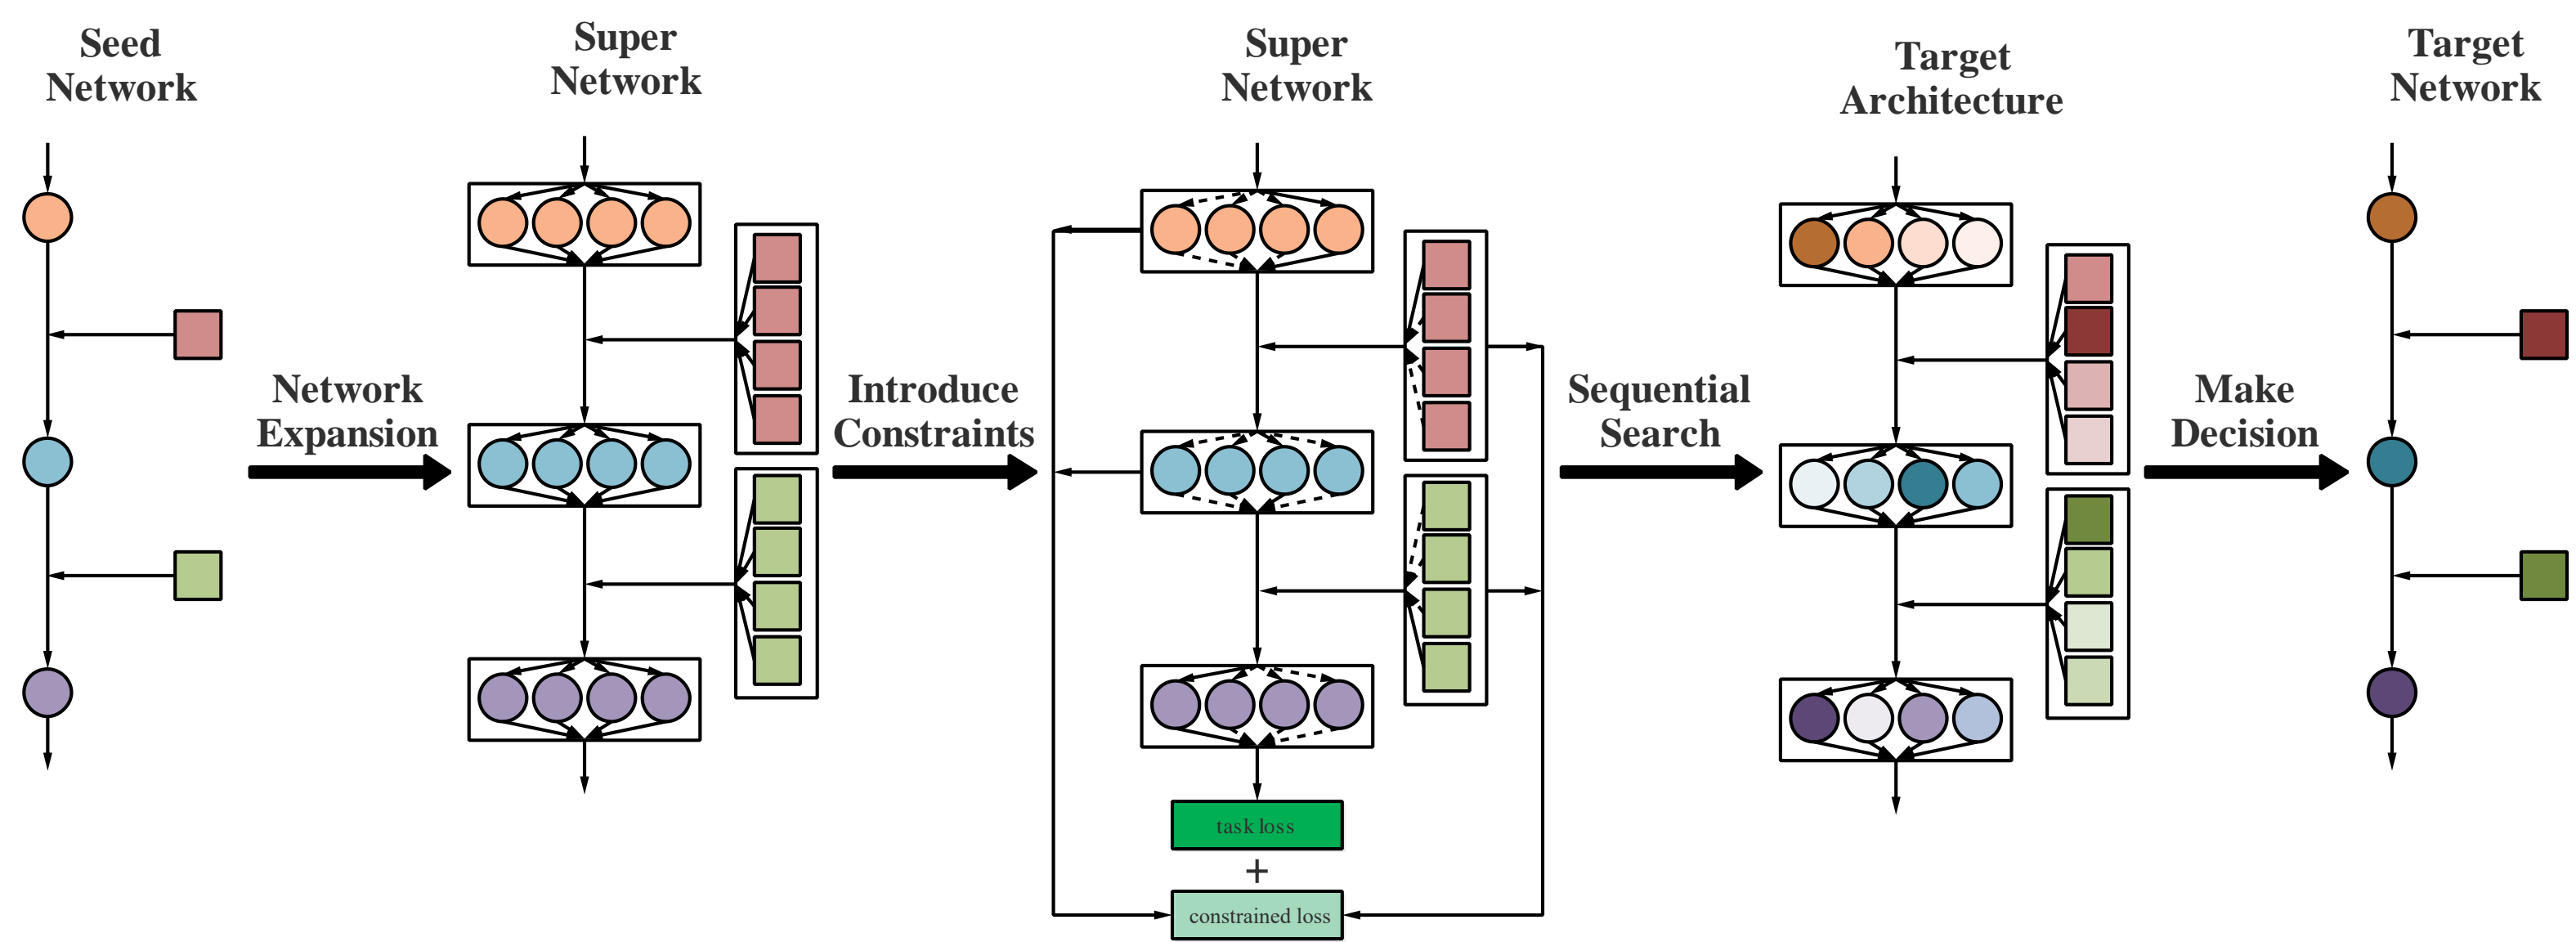 Seed
Network
Super
Network
Super
Network
Target
Architecture
Target
Network
Network
Expansion
Introduce
Constraints
Sequential
Search
Make
Decision
task loss
+
constrained loss